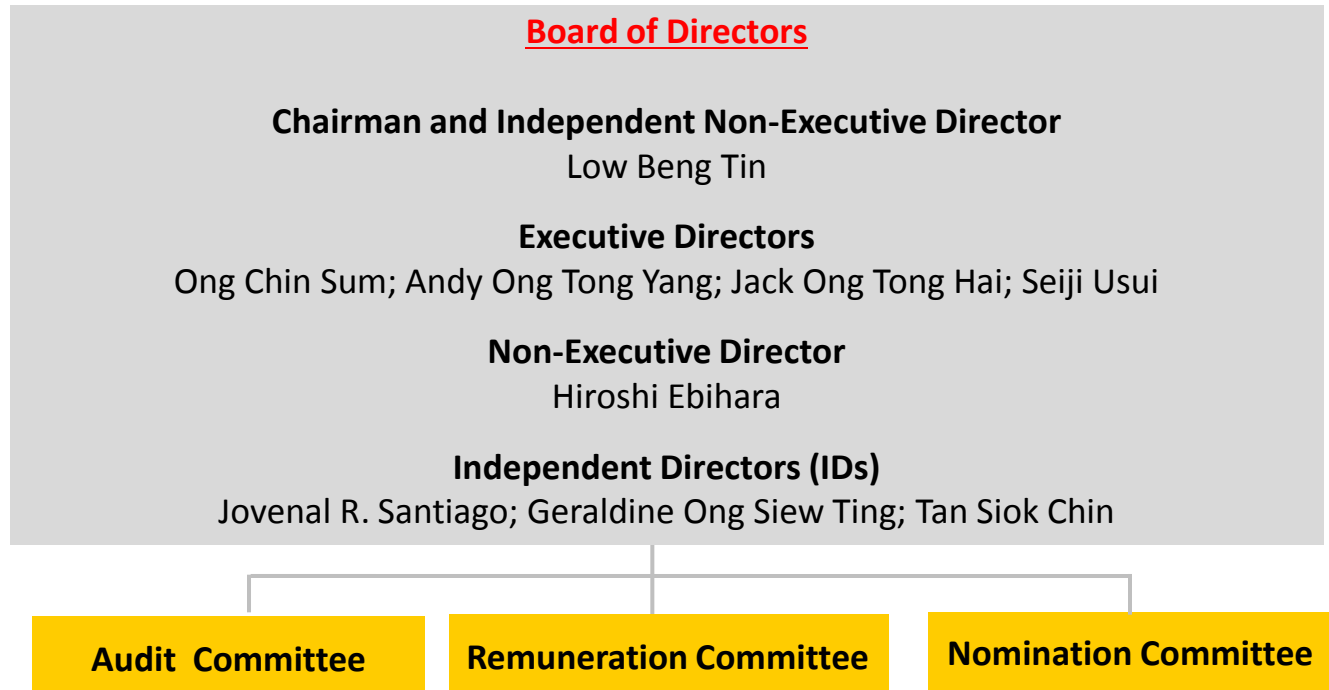 Board of Directors
Chairman and Independent Non-Executive Director
Low Beng Tin
Executive Directors
Ong Chin Sum; Andy Ong Tong Yang; Jack Ong Tong Hai; Seiji Usui
Non-Executive Director
Hiroshi Ebihara
Independent Directors (IDs)
Jovenal R. Santiago; Geraldine Ong Siew Ting; Tan Siok Chin
Audit Committee
Remuneration Committee
Nomination Committee